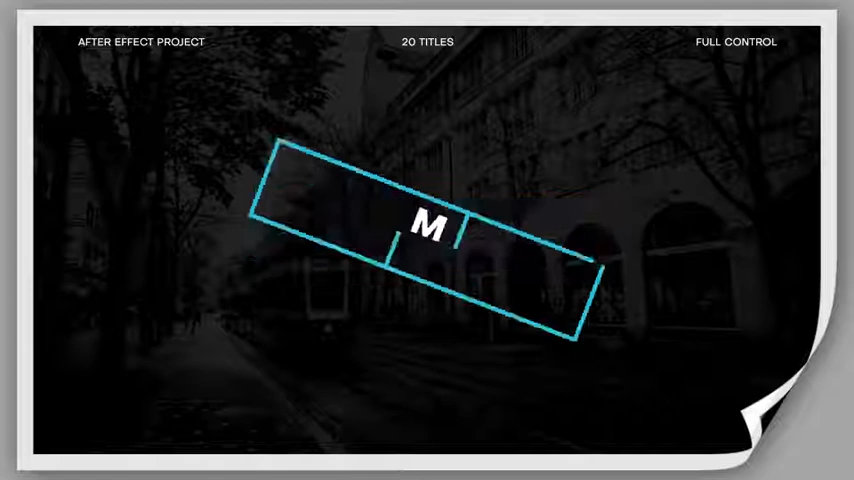 AFTER EFFECT PROJECT
20 TITLES
FULL CONTROL
M